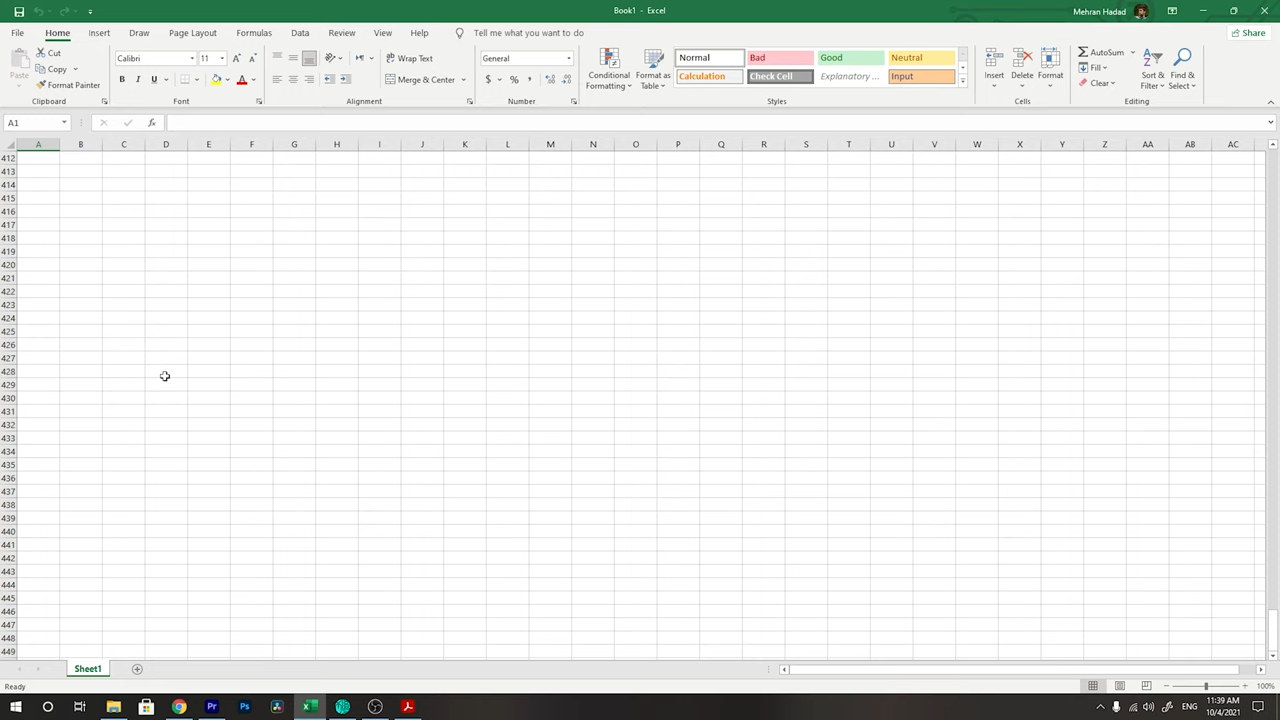 Book1 - Excel
Mehran Hadad
File Home Insert Draw Page Layout Formulas Data Review View Help Tell me what you want to do Share
Paste
Cut
Copy
Format Painter
Clipboard
Calibri 11
B I U
Font
Wrap Text
Merge & Center
Alignment
General
$ % ,
Number
Conditional Formatting
Format as Table
Normal Bad Good Neutral
Calculation Check Cell Explanatory ... Input
Styles
Insert Delete Format
Cells
AutoSum
Fill
Clear
Sort & Filter
Find & Select
Editing
A1 fx
A B C D E F G H I J K L M N O P Q R S T U V W X Y Z AA AB AC
412
413
414
415
416
417
418
419
420
421
422
423
424
425
426
427
428
429
430
431
432
433
434
435
436
437
438
439
440
441
442
443
444
445
446
447
448
449
Sheet1
Ready 100%
ENG 11:39 AM
10/4/2021